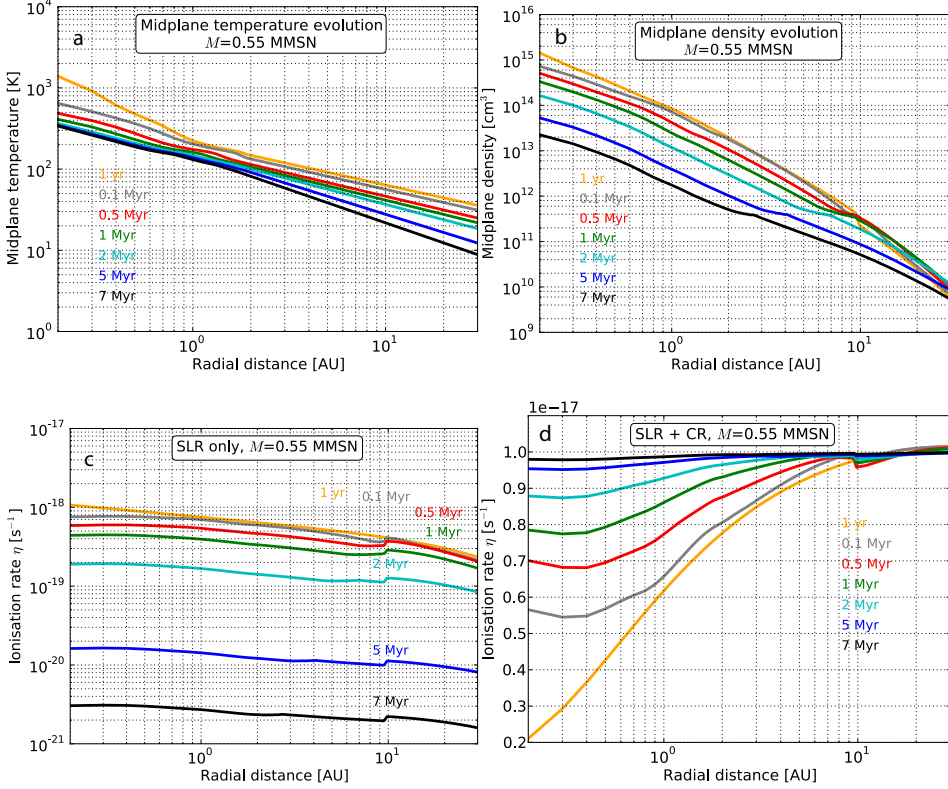 a
Midplane temperature evolution
M=0.55 MMSN
10^4
10^3
10^2
10^1
10^0
Midplane temperature [K]
1 yr
0.1 Myr
0.5 Myr
1 Myr
2 Myr
5 Myr
7 Myr
10^0
10^1
Radial distance [AU]
b
Midplane density evolution
M=0.55 MMSN
10^16
10^15
10^14
10^13
10^12
10^11
10^10
10^9
Midplane density [cm^3]
1 yr
0.1 Myr
0.5 Myr
1 Myr
2 Myr
5 Myr
7 Myr
10^0
10^1
Radial distance [AU]
c
SLR only, M=0.55 MMSN
10^-17
10^-18
10^-19
10^-20
10^-21
Ionisation rate η [s^-1]
1 yr
0.1 Myr
0.5 Myr
1 Myr
2 Myr
5 Myr
7 Myr
10^0
10^1
Radial distance [AU]
1e−17
d
SLR + CR, M=0.55 MMSN
1.0
0.9
0.8
0.7
0.6
0.5
0.4
0.3
0.2
Ionisation rate η [s^-1]
1 yr
0.1 Myr
0.5 Myr
1 Myr
2 Myr
5 Myr
7 Myr
10^0
10^1
Radial distance [AU]